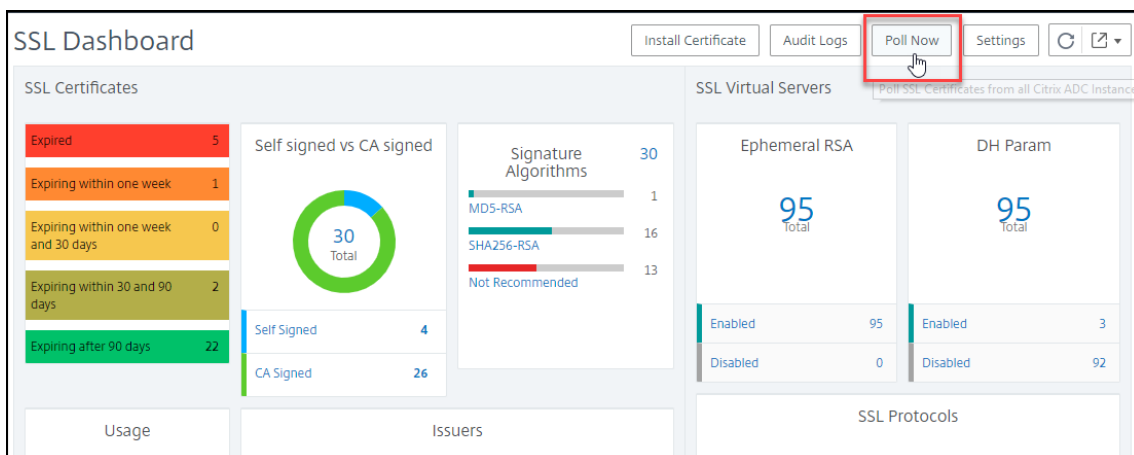 SSL Dashboard
Install Certificate
Audit Logs
Poll Now
Settings
SSL Certificates
SSL Virtual Servers
Poll SSL Certificates from all Citrix ADC Instance
Expired 5
Expiring within one week 1
Expiring within one week 0
and 30 days
Expiring within 30 and 90 2
days
Expiring after 90 days 22
Self signed vs CA signed
30
Total
Self Signed 4
CA Signed 26
Signature 30
Algorithms
1
MD5-RSA
16
SHA256-RSA
13
Not Recommended
Ephemeral RSA
95
Total
Enabled 95
Disabled 0
DH Param
95
Total
Enabled 3
Disabled 92
Usage
Issuers
SSL Protocols